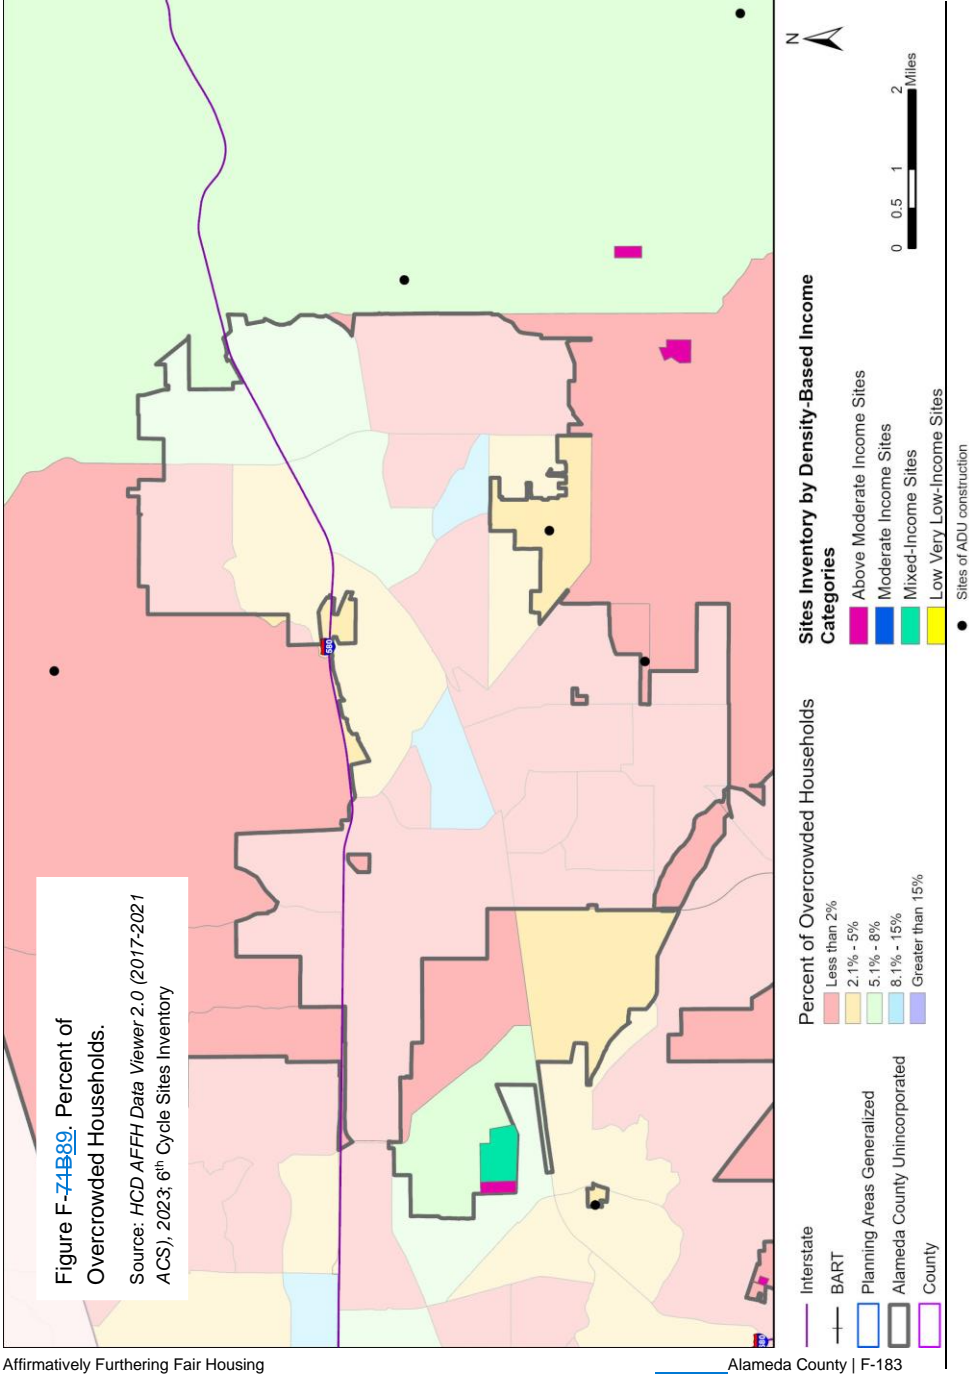 Figure F-74B89. Percent of
Overcrowded Households.
Source: HCD AFFH Data Viewer 2.0 (2017-2021
ACS), 2023; 6th Cycle Sites Inventory
580
N
0 0.5 1 2
Miles
Interstate
BART
Planning Areas Generalized
Alameda County Unincorporated
County
Percent of Overcrowded Households
Less than 2%
2.1% - 5%
5.1% - 8%
8.1% - 15%
Greater than 15%
Sites Inventory by Density-Based Income
Categories
Above Moderate Income Sites
Moderate Income Sites
Mixed-Income Sites
Low Very Low-Income Sites
Sites of ADU construction
Affirmatively Furthering Fair Housing
Alameda County | F-183